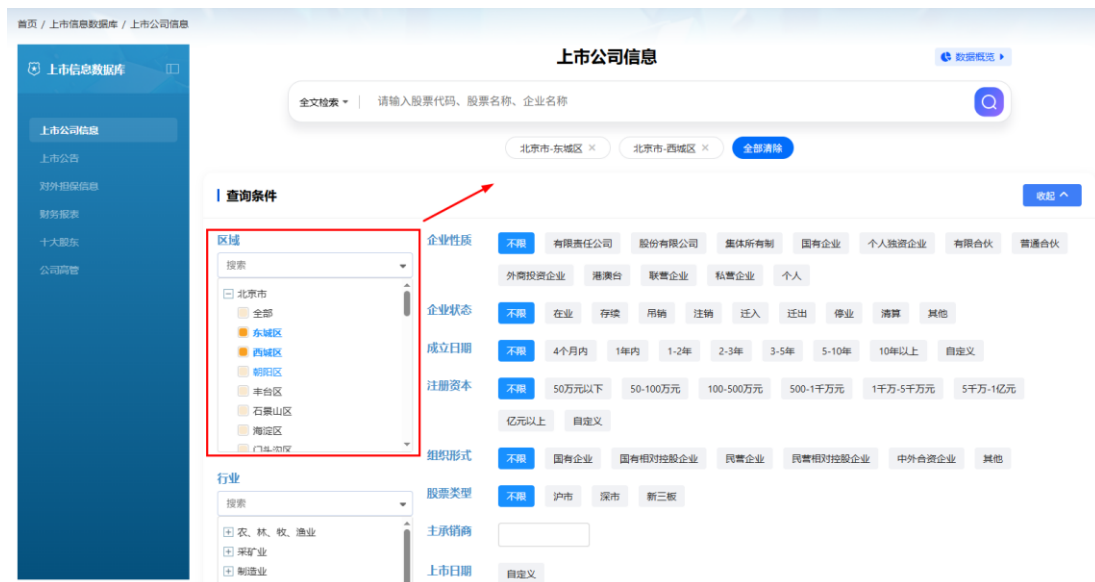 首页 / 上市信息数据库 / 上市公司信息
上市信息数据库
上市公司信息
上市公告
对外担保信息
财务报表
十大股东
公司高管
上市公司信息
数据概览
全文检索
请输入股票代码、股票名称、企业名称
北京市-东城区 ×
北京市-西城区 ×
全部清除
查询条件
收起
区域
搜索
北京市
全部
东城区
西城区
朝阳区
丰台区
石景山区
海淀区
门头沟区
行业
搜索
农、林、牧、渔业
采矿业
制造业
企业性质 不限 有限责任公司 股份有限公司 集体所有制 国有企业 个人独资企业 有限合伙 普通合伙
外商投资企业 港澳台 联营企业 私营企业 个人
企业状态 不限 在业 存续 吊销 注销 迁入 迁出 停业 清算 其他
成立日期 不限 4个月内 1年内 1-2年 2-3年 3-5年 5-10年 10年以上 自定义
注册资本 不限 50万元以下 50-100万元 100-500万元 500-1千万元 1千万-5千万元 5千万-1亿元
亿元以上 自定义
组织形式 不限 国有企业 国有相对控股企业 民营企业 民营相对控股企业 中外合资企业 其他
股票类型 不限 沪市 深市 新三板
主承销商
上市日期 自定义